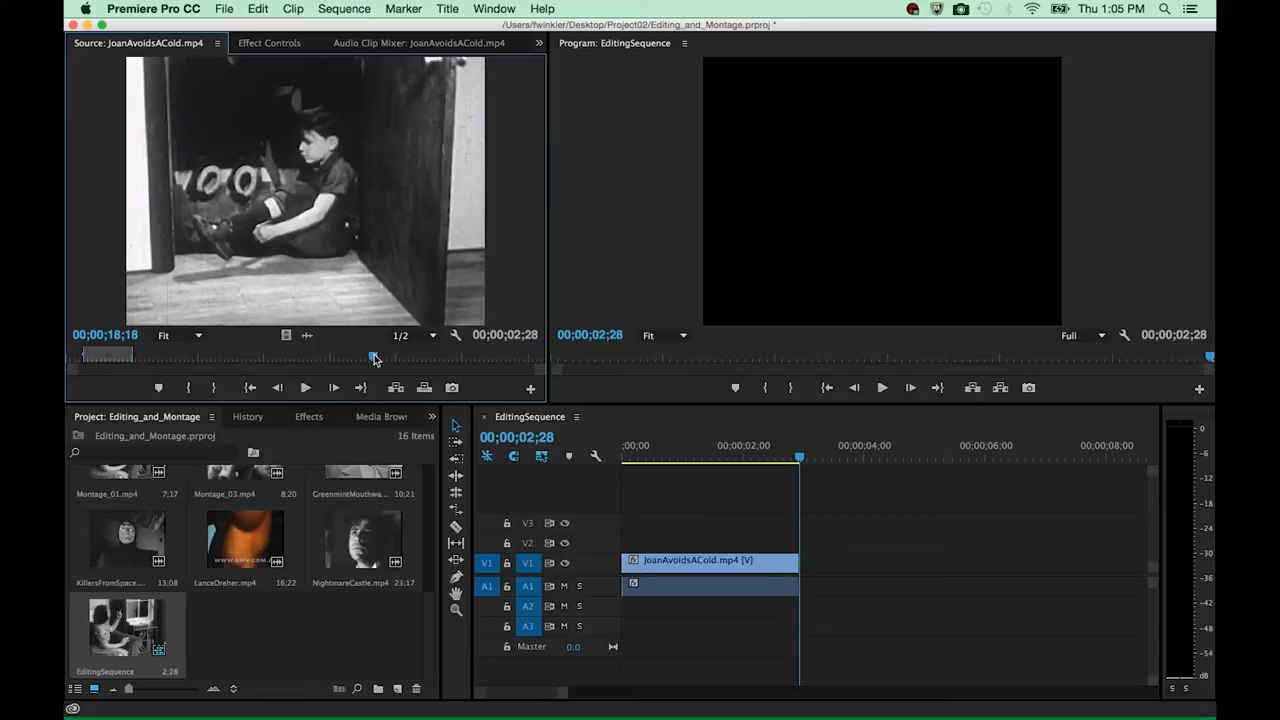 Premiere Pro CC File Edit Clip Sequence Marker Title Window Help Thu 1:05 PM
/Users/fwinkler/Desktop/Project02/Editing_and_Montage.prproj *
Source: JoanAvoidsACold.mp4 Effect Controls Audio Clip Mixer: JoanAvoidsACold.mp4 »
Program: EditingSequence
00;00;18;18 Fit 1/2 00;00;02;28
00;00;02;28 Fit Full 00;00;02;28
Project: Editing_and_Montage History Effects Media Brows »
Editing_and_Montage.prproj 16 Items
Montage_01.mp4 7;17 Montage_03.mp4 8;20 GreenmintMouthwa... 10;21
WWW.6MV.COM
KillersFromSpace.... 13;08 LanceDreher.mp4 16;22 NightmareCastle.mp4 23;17
EditingSequence 2;28
× EditingSequence
00;00;02;28
;00;00 00;00;02;00 00;00;04;00 00;00;06;00 00;00;08;00
V3
V2
V1 V1 fx JoanAvoidsACold.mp4 [V]
A1 A1 M S fx
A2 M S
A3 M S
Master 0.0
0
-6
-12
-18
-24
-30
-36
-42
-48
-54
dB
S S